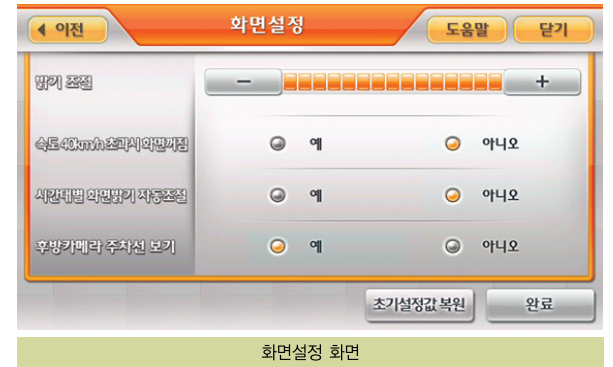 이전 화면설정 도움말 닫기
밝기 조절 − +
속도 40km/h 초과시 화면꺼짐 예 아니오
시간대별 화면밝기 자동조절 예 아니오
후방카메라 주차선 보기 예 아니오
초기설정값 복원 완료
화면설정 화면